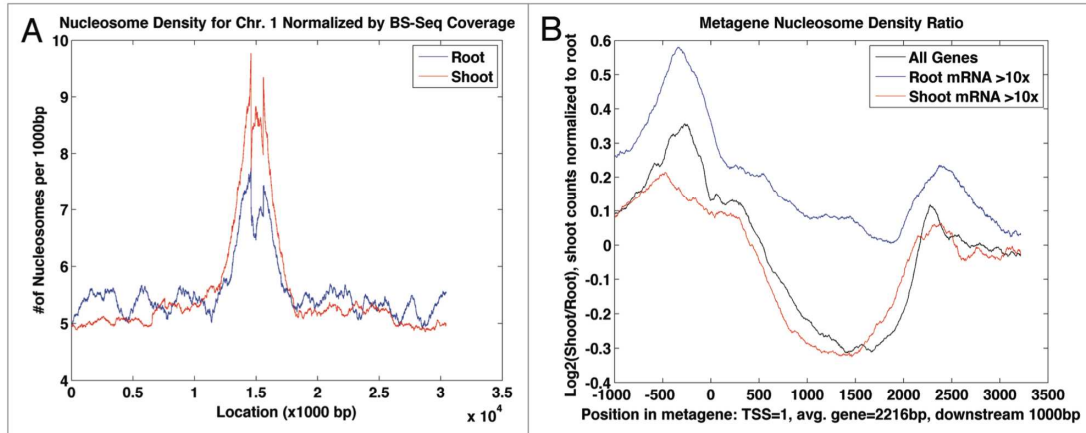 A
Nucleosome Density for Chr. 1 Normalized by BS-Seq Coverage
10
9
8
7
6
5
4
#of Nucleosomes per 1000bp
Root
Shoot
0 0.5 1 1.5 2 2.5 3 3.5
Location (x1000 bp)
x 10^4
B
Metagene Nucleosome Density Ratio
0.6
0.5
0.4
0.3
0.2
0.1
0
-0.1
-0.2
-0.3
-0.4
Log2(Shoot/Root), shoot counts normalized to root
All Genes
Root mRNA >10x
Shoot mRNA >10x
-1000 -500 0 500 1000 1500 2000 2500 3000 3500
Position in metagene: TSS=1, avg. gene=2216bp, downstream 1000bp